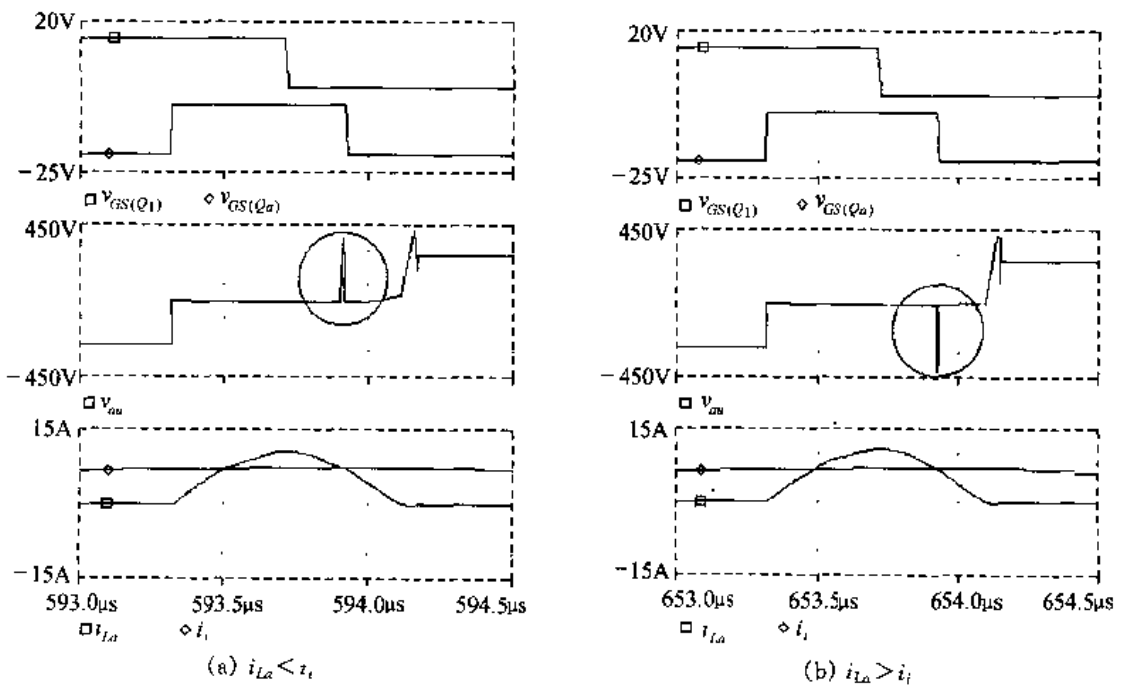 20V
−25V
v_GS(Q1) v_GS(Qa)
450V
−450V
v_au
15A
−15A
593.0μs 593.5μs 594.0μs 594.5μs
i_La i_i
(a) i_La < i_i
20V
−25V
v_GS(Q1) v_GS(Qa)
450V
−450V
v_au
15A
−15A
653.0μs 653.5μs 654.0μs 654.5μs
i_La i_i
(b) i_La > i_i